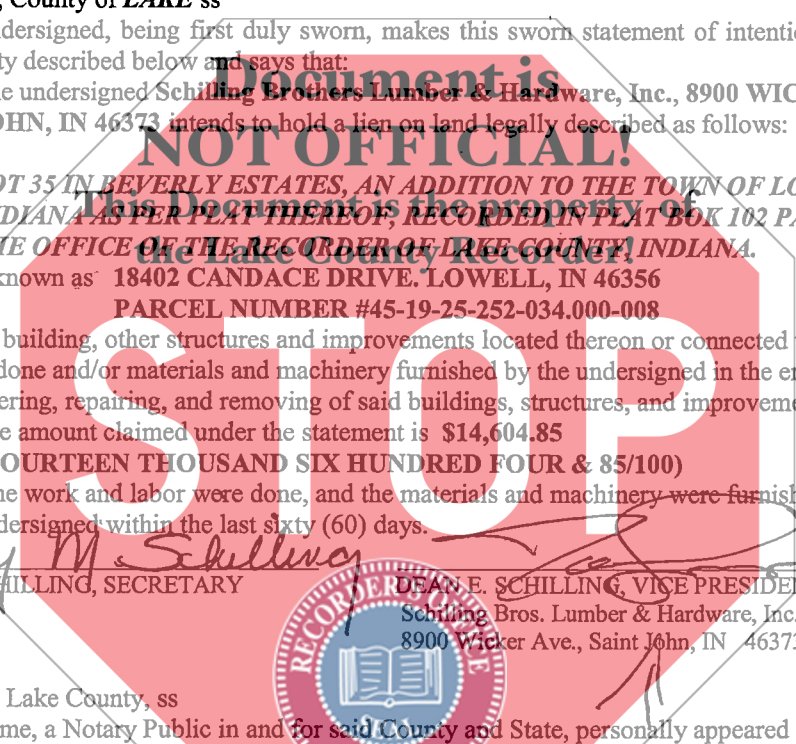 , County of LAKE ss
dersigned, being first duly sworn, makes this sworn statement of intentio
ty described below and says that:
Document is
e undersigned Schilling Brothers Lumber & Hardware, Inc., 8900 WIC
OHN, IN 46373 intends to hold a lien on land legally described as follows:
NOT OFFICIAL!
OT 35 IN BEVERLY ESTATES, AN ADDITION TO THE TOWN OF LO
This Document is the property of
DIANA AS PER PLAT THEREOF, RECORDED IN PLAT BOK 102 PA
the Lake County Recorder!
IE OFFICE OF THE RECORDER OF LAKE COUNTY, INDIANA.
known as 18402 CANDACE DRIVE. LOWELL, IN 46356
PARCEL NUMBER #45-19-25-252-034.000-008
STOP
building, other structures and improvements located thereon or connected
done and/or materials and machinery furnished by the undersigned in the e
ering, repairing, and removing of said buildings, structures, and improveme
e amount claimed under the statement is $14,604.85
OURTEEN THOUSAND SIX HUNDRED FOUR & 85/100)
ne work and labor were done, and the materials and machinery were furnish
dersigned within the last sixty (60) days.
M. Schilling
HILLING, SECRETARY DEAN E. SCHILLING, VICE PRESIDE
Schilling Bros. Lumber & Hardware, Inc.
8900 Wicker Ave., Saint John, IN 46373
RECORDER'S OFFICE
Lake County, ss
me, a Notary Public in and for said County and State, personally appeared